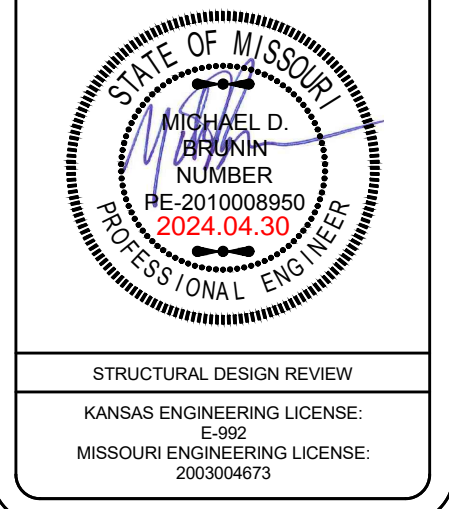 STATE OF MISSOURI
MICHAEL D.
BRUNIN
NUMBER
PE-2010008950
2024.04.30
PROFESSIONAL ENGINEER
STRUCTURAL DESIGN REVIEW
KANSAS ENGINEERING LICENSE:
E-992
MISSOURI ENGINEERING LICENSE:
2003004673